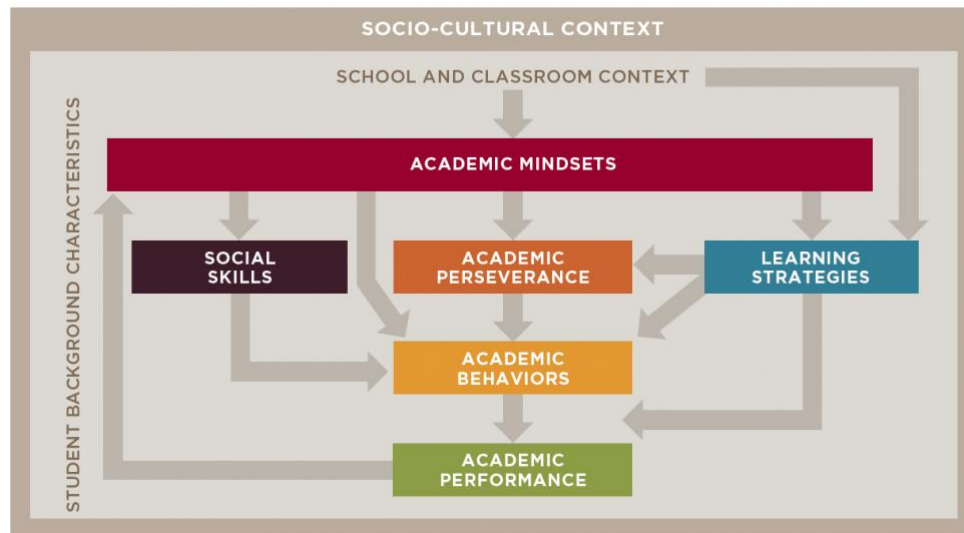 SOCIO-CULTURAL CONTEXT
SCHOOL AND CLASSROOM CONTEXT
STUDENT BACKGROUND CHARACTERISTICS
ACADEMIC MINDSETS
SOCIAL
SKILLS
ACADEMIC
PERSEVERANCE
LEARNING
STRATEGIES
ACADEMIC
BEHAVIORS
ACADEMIC
PERFORMANCE